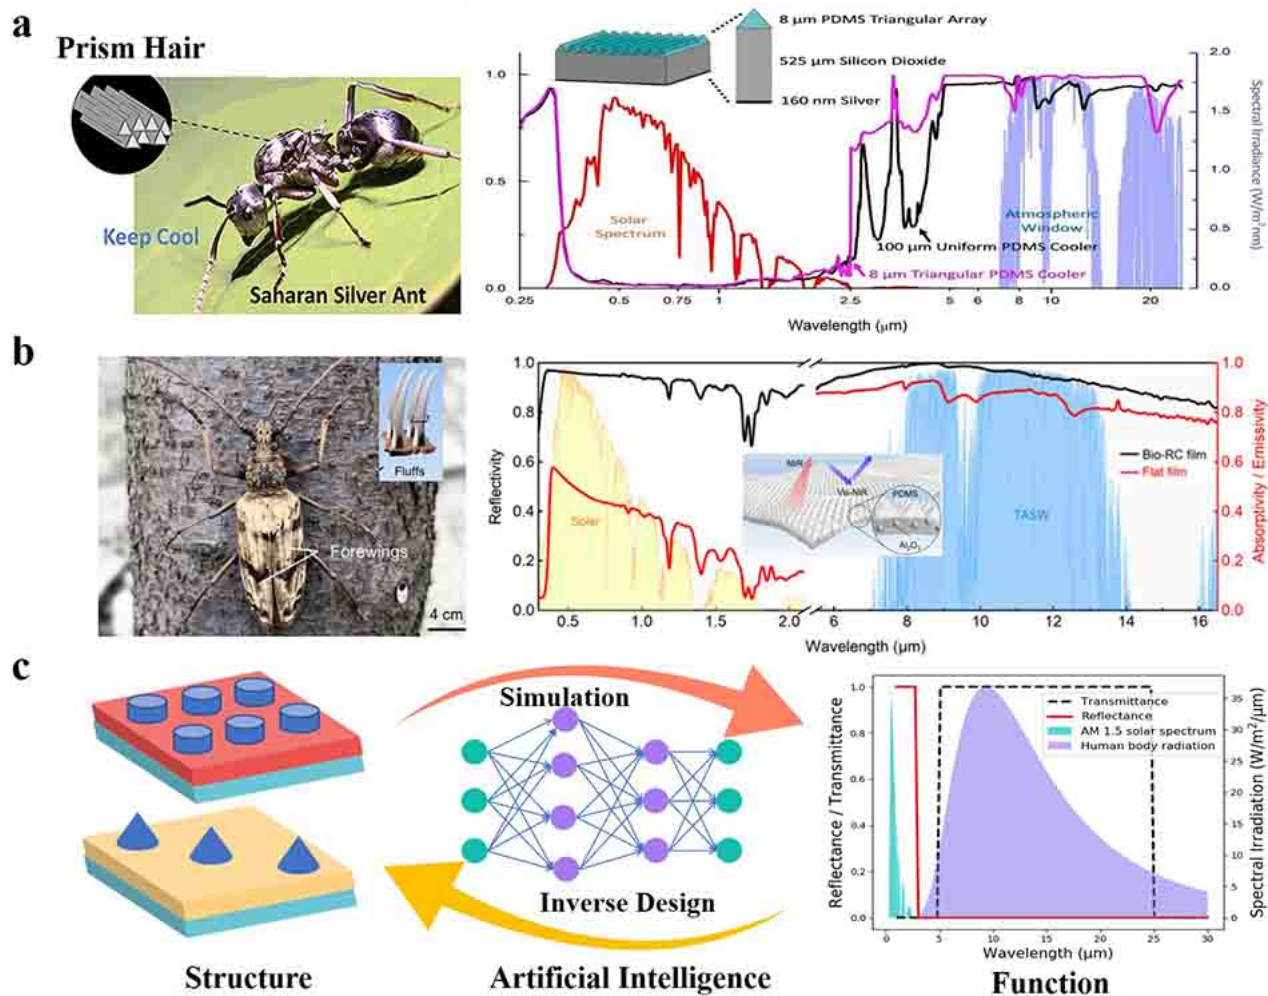 a
Prism Hair
Keep Cool
Saharan Silver Ant
8 μm PDMS Triangular Array
525 μm Silicon Dioxide
160 nm Silver
1.0
0.5
0.0
2.0
1.5
1.0
0.5
0.0
Spectral Irradiance (W/m²nm)
Solar
Spectrum
Atmospheric
Window
100 μm Uniform PDMS Cooler
8 μm Triangular PDMS Cooler
0.25
0.5
0.75
1
2.5
5
6
8
10
20
Wavelength (μm)
b
Fluffs
Forewings
4 cm
Reflectivity
1.0
0.8
0.6
0.4
0.2
0.0
1.0
0.8
0.6
0.4
0.2
0.0
Absorptivity / Emissivity
Bio-RC film
Flat film
NIR
Vis-NIR
PDMS
Al₂O₃
Solar
TASW
0.5
1.0
1.5
2.0
6
8
10
12
14
16
Wavelength (μm)
c
Simulation
Inverse Design
Structure
Artificial Intelligence
Function
Reflectance / Transmittance
1.0
0.8
0.6
0.4
0.2
0.0
Transmittance
Reflectance
AM 1.5 solar spectrum
Human body radiation
35
30
25
20
15
10
5
0
Spectral Irradiation (W/m²/μm)
0
5
10
15
20
25
30
Wavelength (μm)